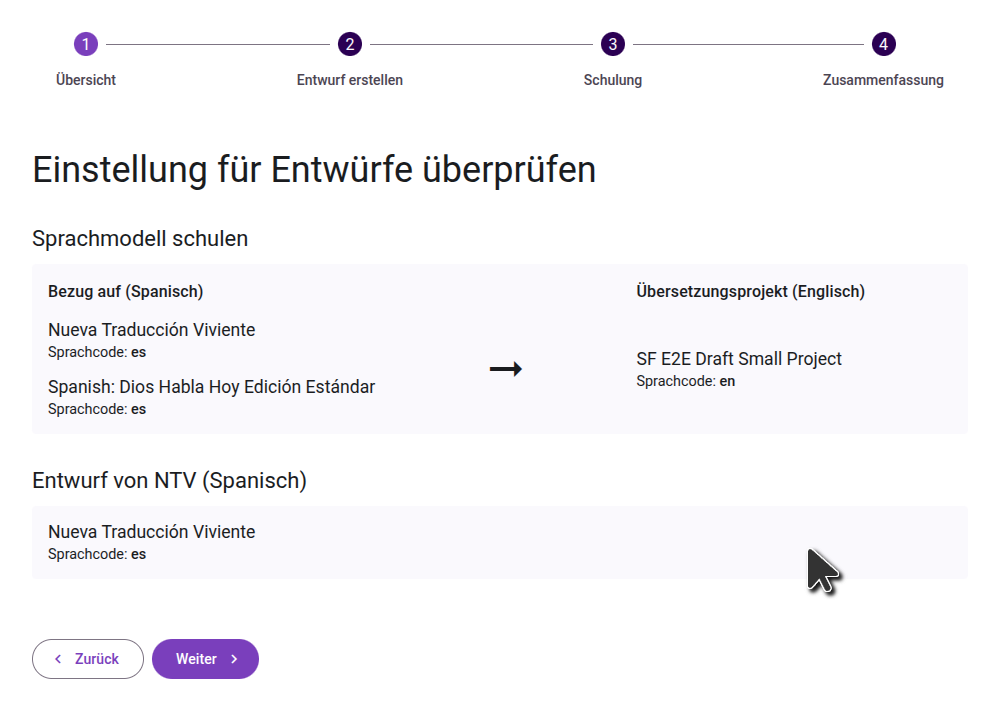 1
2
3
4
Übersicht
Entwurf erstellen
Schulung
Zusammenfassung
Einstellung für Entwürfe überprüfen
Sprachmodell schulen
Bezug auf (Spanisch)
Nueva Traducción Viviente
Sprachcode: es
Spanish: Dios Habla Hoy Edición Estándar
Sprachcode: es
Übersetzungsprojekt (Englisch)
SF E2E Draft Small Project
Sprachcode: en
Entwurf von NTV (Spanisch)
Nueva Traducción Viviente
Sprachcode: es
Zurück
Weiter